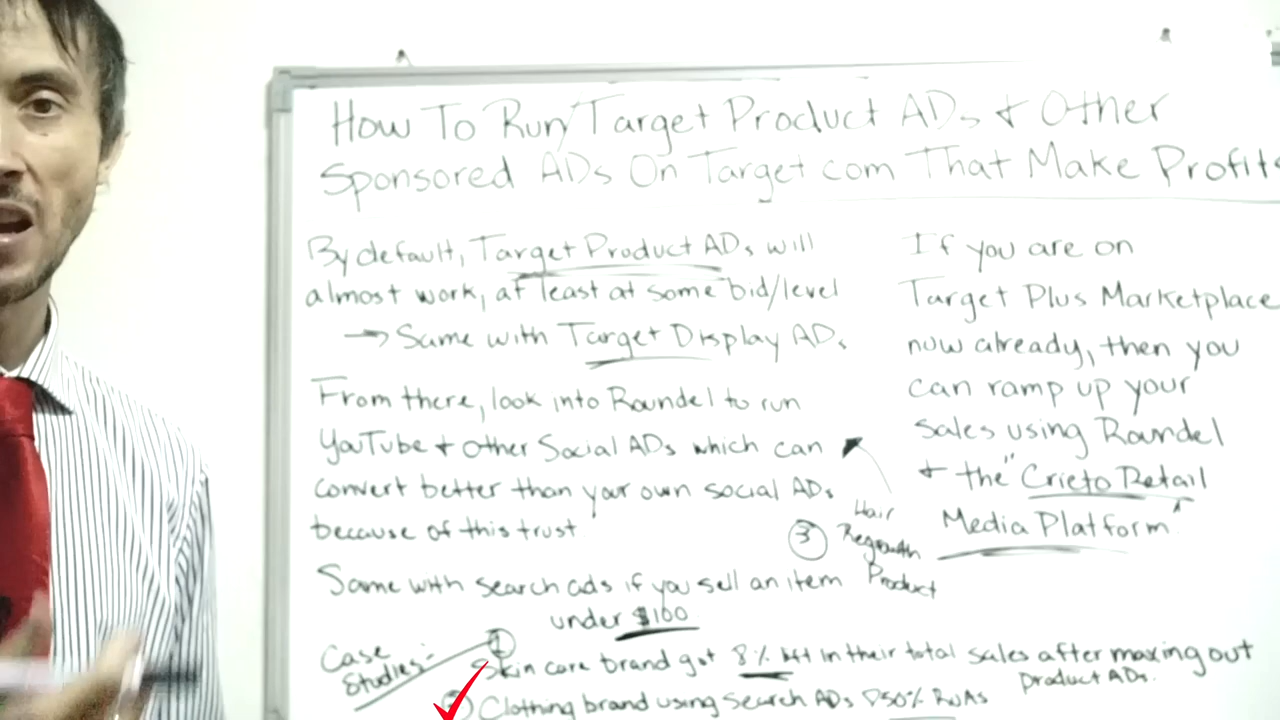 How To Run Target Product ADs + Other
Sponsored ADs On Target.com That Make Profits
By default, Target Product ADs will
almost work, at least at some bid/level
→ Same with Target Display ADs
From there, look into Roundel to run
YouTube + other Social ADs which can
convert better than your own social ADs
because of this trust
Same with search ads if you sell an item
under $100
If you are on
Target Plus Marketplace
now already, then you
can ramp up your
sales using Roundel
+ the "Crieto Retail
Media Platform"
3
Hair
Regrowth
Product
Case
Studies:
1
Skin care brand got 8% lift in their total sales after maxing out
product ADs.
Clothing brand using Search ADs 750% RoAs